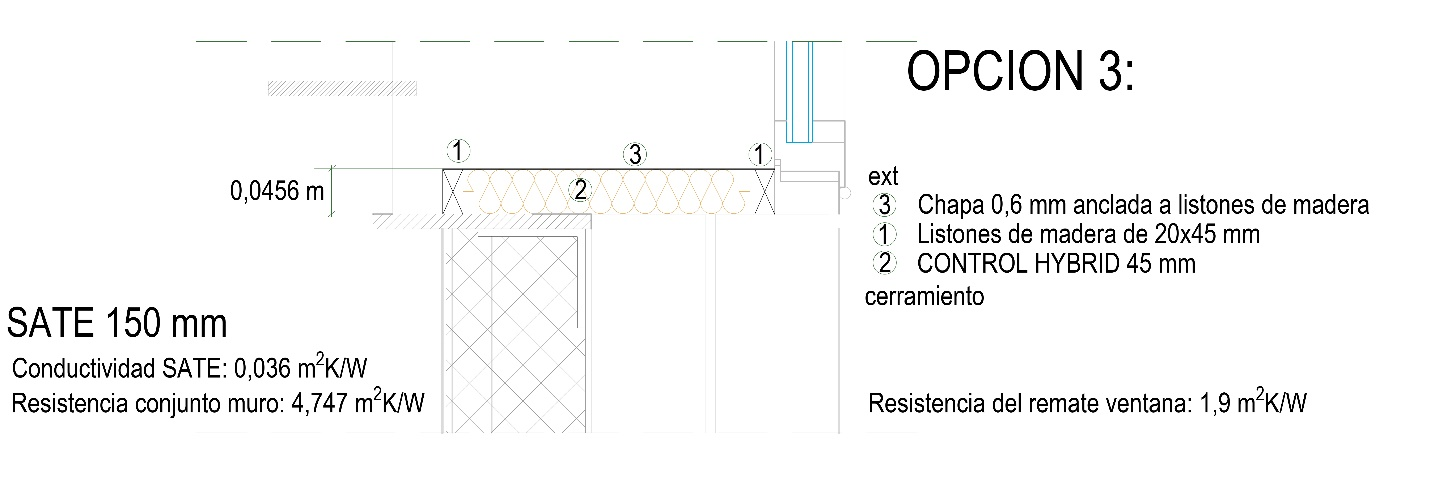 OPCION 3:
1
3
1
0,0456 m
2
ext
3 Chapa 0,6 mm anclada a listones de madera
1 Listones de madera de 20x45 mm
2 CONTROL HYBRID 45 mm
cerramiento
SATE 150 mm
Conductividad SATE: 0,036 m²K/W
Resistencia conjunto muro: 4,747 m²K/W
Resistencia del remate ventana: 1,9 m²K/W